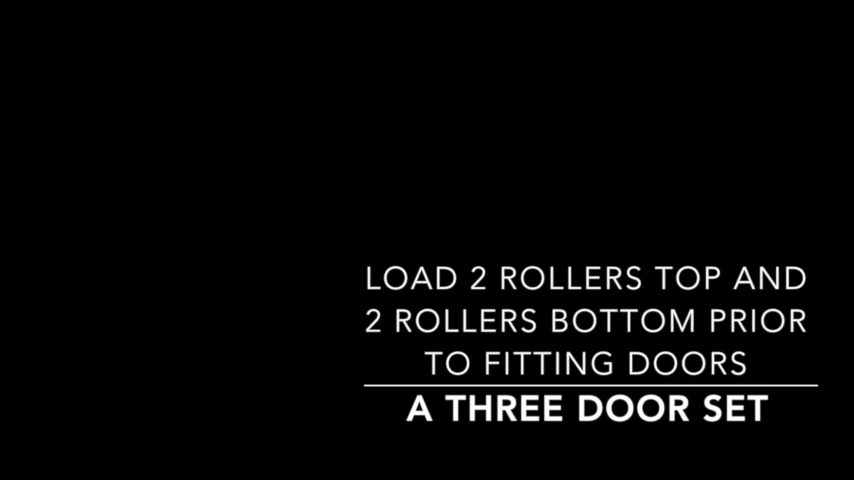 LOAD 2 ROLLERS TOP AND
2 ROLLERS BOTTOM PRIOR
TO FITTING DOORS
A THREE DOOR SET